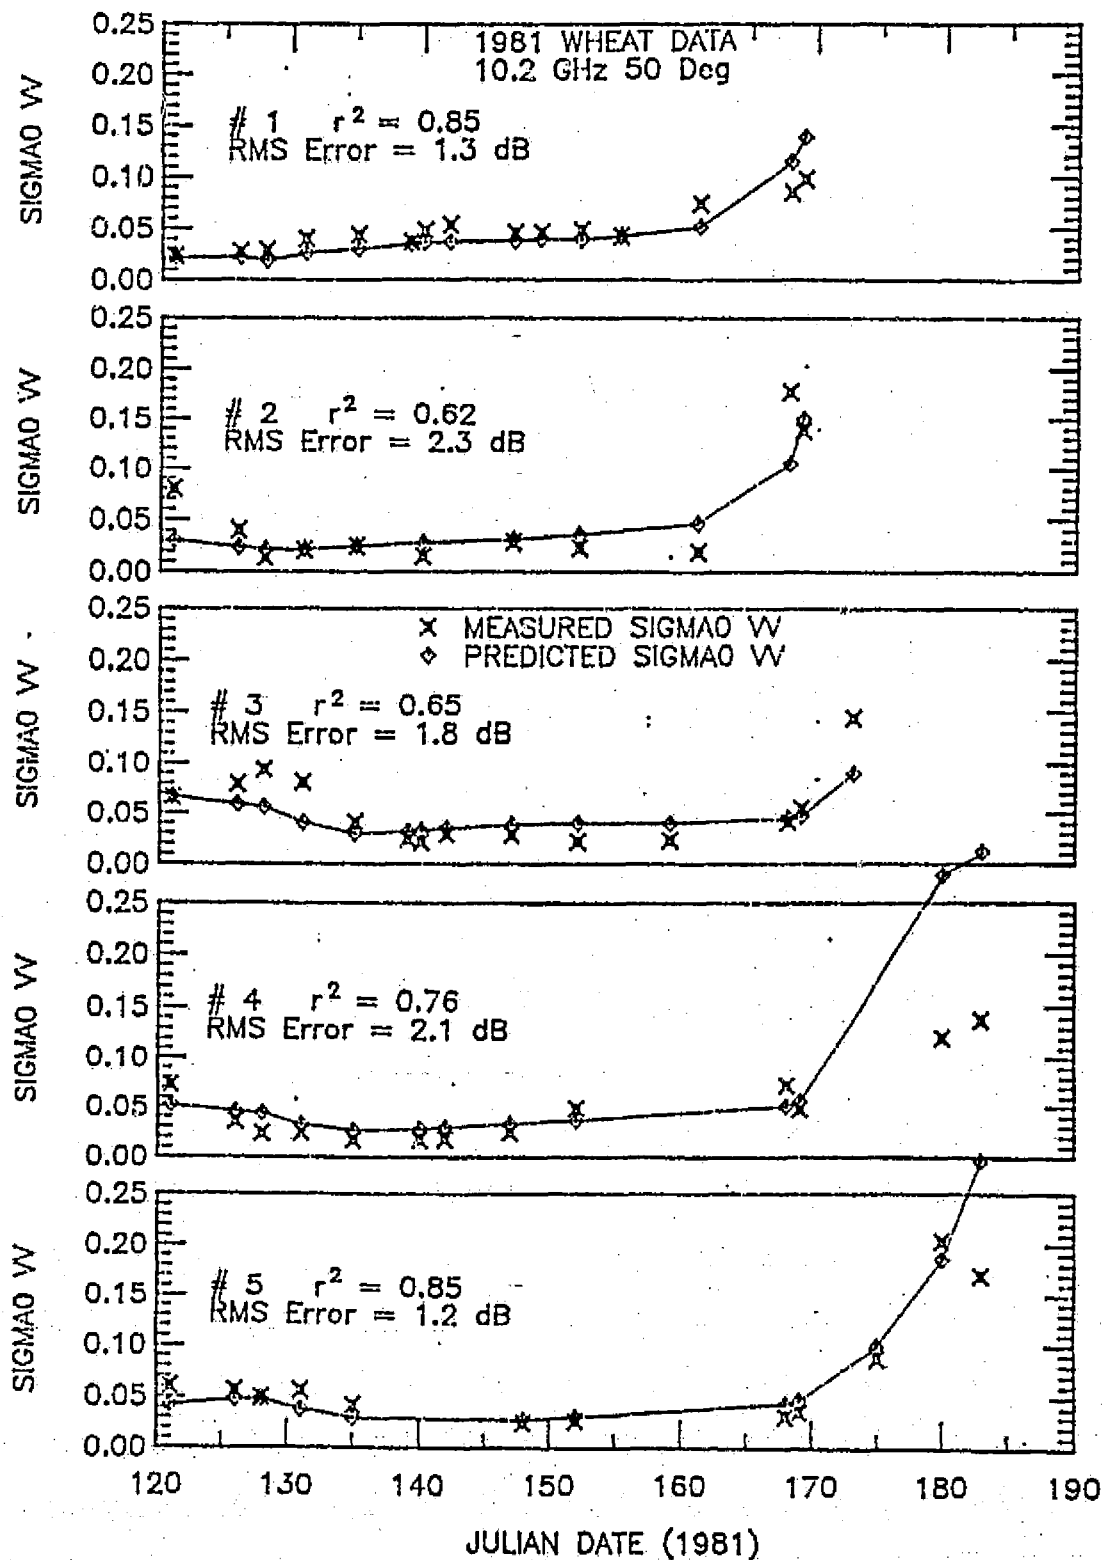 1981 WHEAT DATA
10.2 GHz 50 Deg
SIGMA0 VV
0.25
0.20
0.15
0.10
0.05
0.00
# 1 r² = 0.85
RMS Error = 1.3 dB
SIGMA0 VV
0.25
0.20
0.15
0.10
0.05
0.00
# 2 r² = 0.62
RMS Error = 2.3 dB
SIGMA0 VV
0.25
0.20
0.15
0.10
0.05
0.00
MEASURED SIGMA0 VV
PREDICTED SIGMA0 VV
# 3 r² = 0.65
RMS Error = 1.8 dB
SIGMA0 VV
0.25
0.20
0.15
0.10
0.05
0.00
# 4 r² = 0.76
RMS Error = 2.1 dB
SIGMA0 VV
0.25
0.20
0.15
0.10
0.05
0.00
# 5 r² = 0.85
RMS Error = 1.2 dB
120 130 140 150 160 170 180 190
JULIAN DATE (1981)